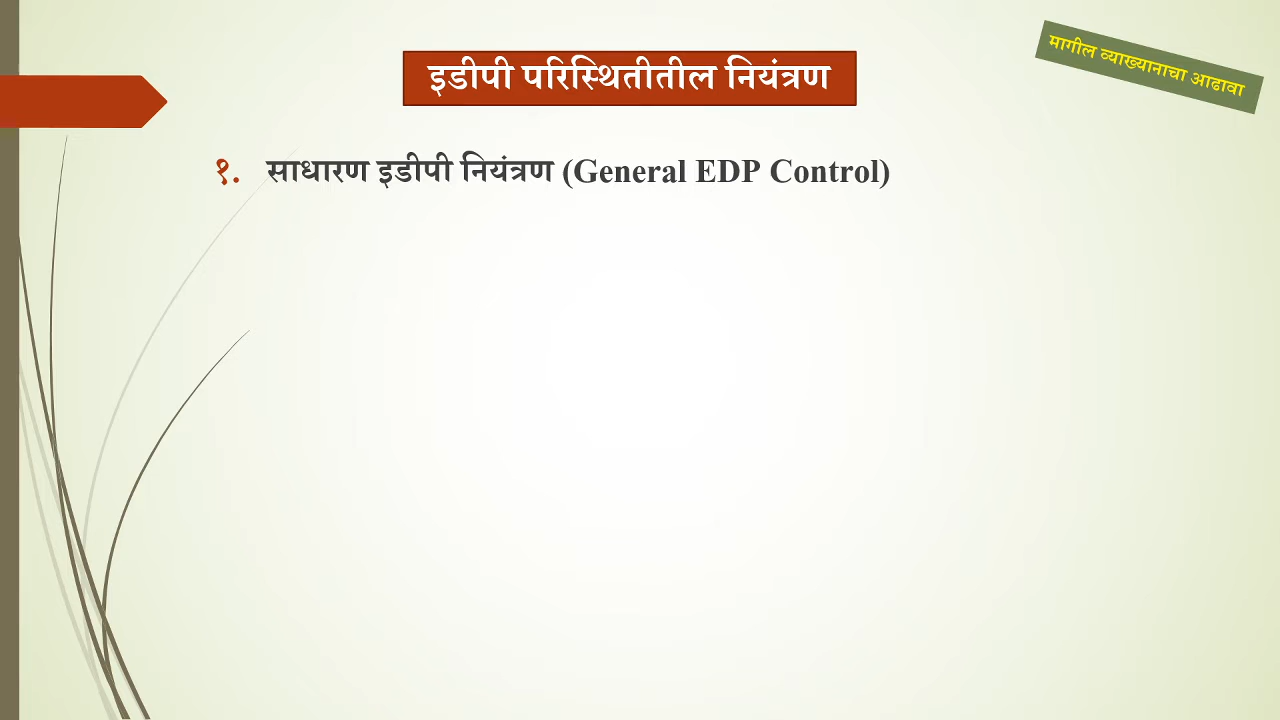 इडीपी परिस्थितीतील नियंत्रण
मागील व्याख्यानाचा आढावा
१. साधारण इडीपी नियंत्रण (General EDP Control)